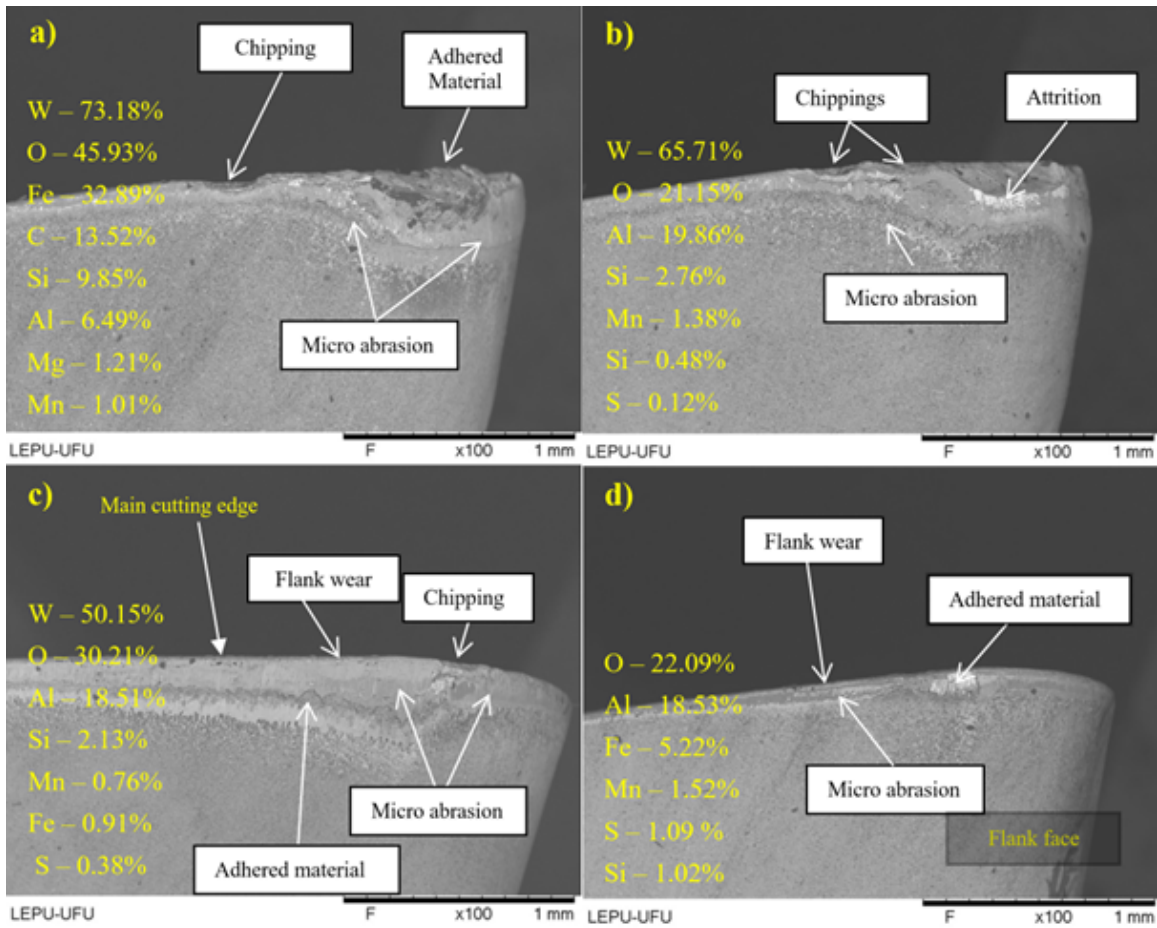 a)
Chipping
Adhered
Material
W – 73.18%
O – 45.93%
Fe – 32.89%
C – 13.52%
Si – 9.85%
Al – 6.49%
Mg – 1.21%
Mn – 1.01%
Micro abrasion
LEPU-UFU
F
x100
1 mm
b)
Chippings
Attrition
W – 65.71%
O – 21.15%
Al – 19.86%
Si – 2.76%
Mn – 1.38%
Si – 0.48%
S – 0.12%
Micro abrasion
LEPU-UFU
F
x100
1 mm
c)
Main cutting edge
Flank wear
Chipping
W – 50.15%
O – 30.21%
Al – 18.51%
Si – 2.13%
Mn – 0.76%
Fe – 0.91%
S – 0.38%
Micro abrasion
Adhered material
LEPU-UFU
F
x100
1 mm
d)
Flank wear
Adhered material
O – 22.09%
Al – 18.53%
Fe – 5.22%
Mn – 1.52%
S – 1.09 %
Si – 1.02%
Micro abrasion
Flank face
LEPU-UFU
F
x100
1 mm